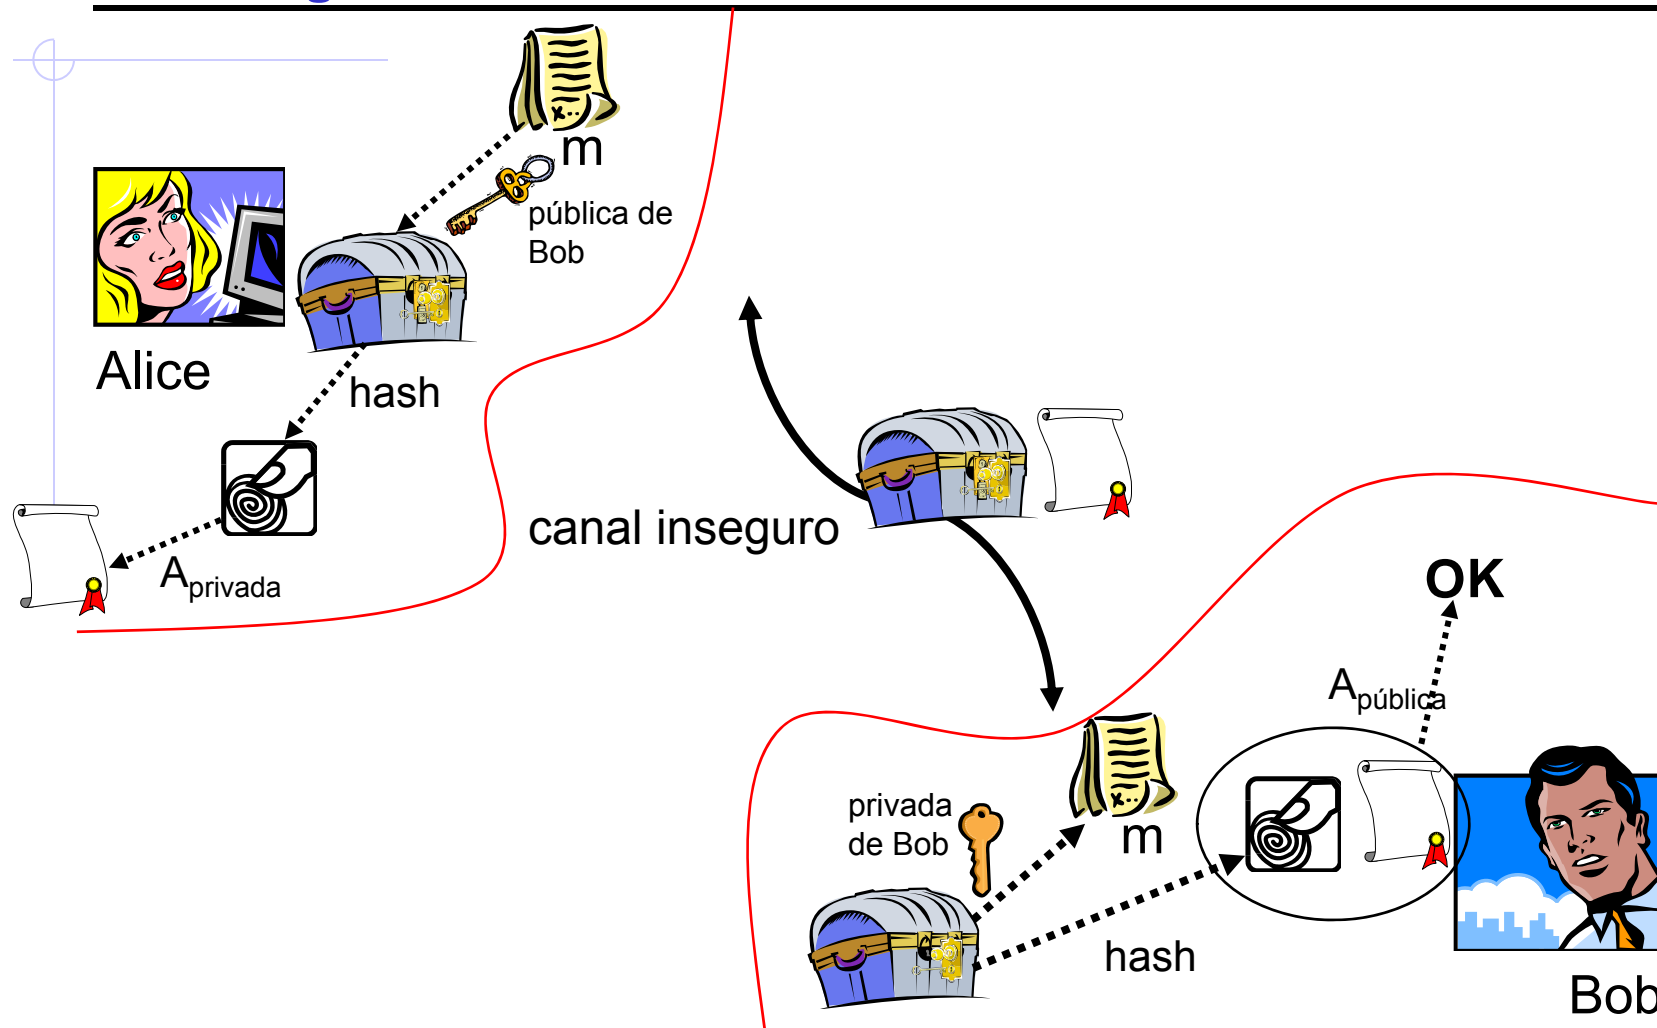 m
pública de
Bob
Alice
hash
A privada
canal inseguro
OK
A pública
privada
de Bob
m
hash
Bob